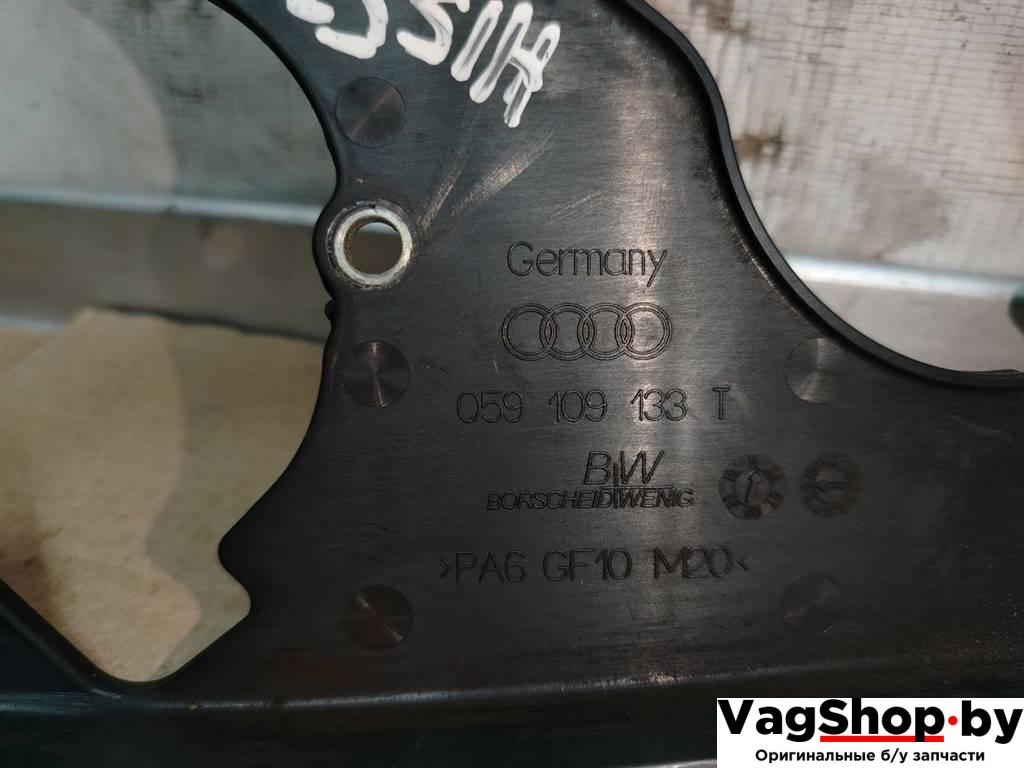 Germany
059 109 133 T
BW
BORSCHEIDWENIG
>PA6 GF10 M20<
VagShop.by
Оригинальные б/у запчасти